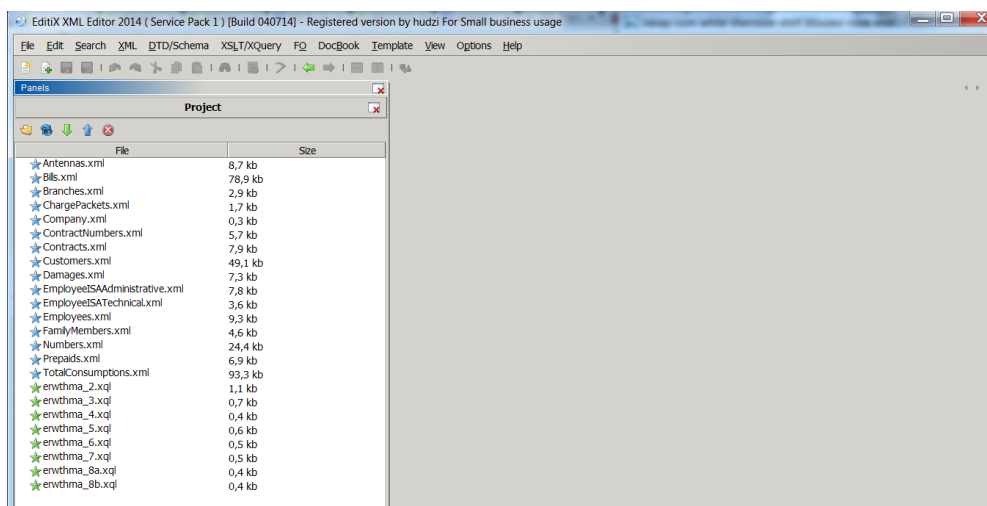 EditiX XML Editor 2014 ( Service Pack 1 ) [Build 040714] - Registered version by hudzi For Small business usage
File Edit Search XML DTD/Schema XSLT/XQuery FO DocBook Template View Options Help
Panels
Project
File Size
Antennas.xml 8,7 kb
Bills.xml 78,9 kb
Branches.xml 2,9 kb
ChargePackets.xml 1,7 kb
Company.xml 0,3 kb
ContractNumbers.xml 5,7 kb
Contracts.xml 7,9 kb
Customers.xml 49,1 kb
Damages.xml 7,3 kb
EmployeeISAAdministrative.xml 7,8 kb
EmployeeISATechnical.xml 3,6 kb
Employees.xml 9,3 kb
FamilyMembers.xml 4,6 kb
Numbers.xml 24,4 kb
Prepaids.xml 6,9 kb
TotalConsumptions.xml 93,3 kb
erwthma_2.xql 1,1 kb
erwthma_3.xql 0,7 kb
erwthma_4.xql 0,4 kb
erwthma_5.xql 0,6 kb
erwthma_6.xql 0,5 kb
erwthma_7.xql 0,5 kb
erwthma_8a.xql 0,4 kb
erwthma_8b.xql 0,4 kb